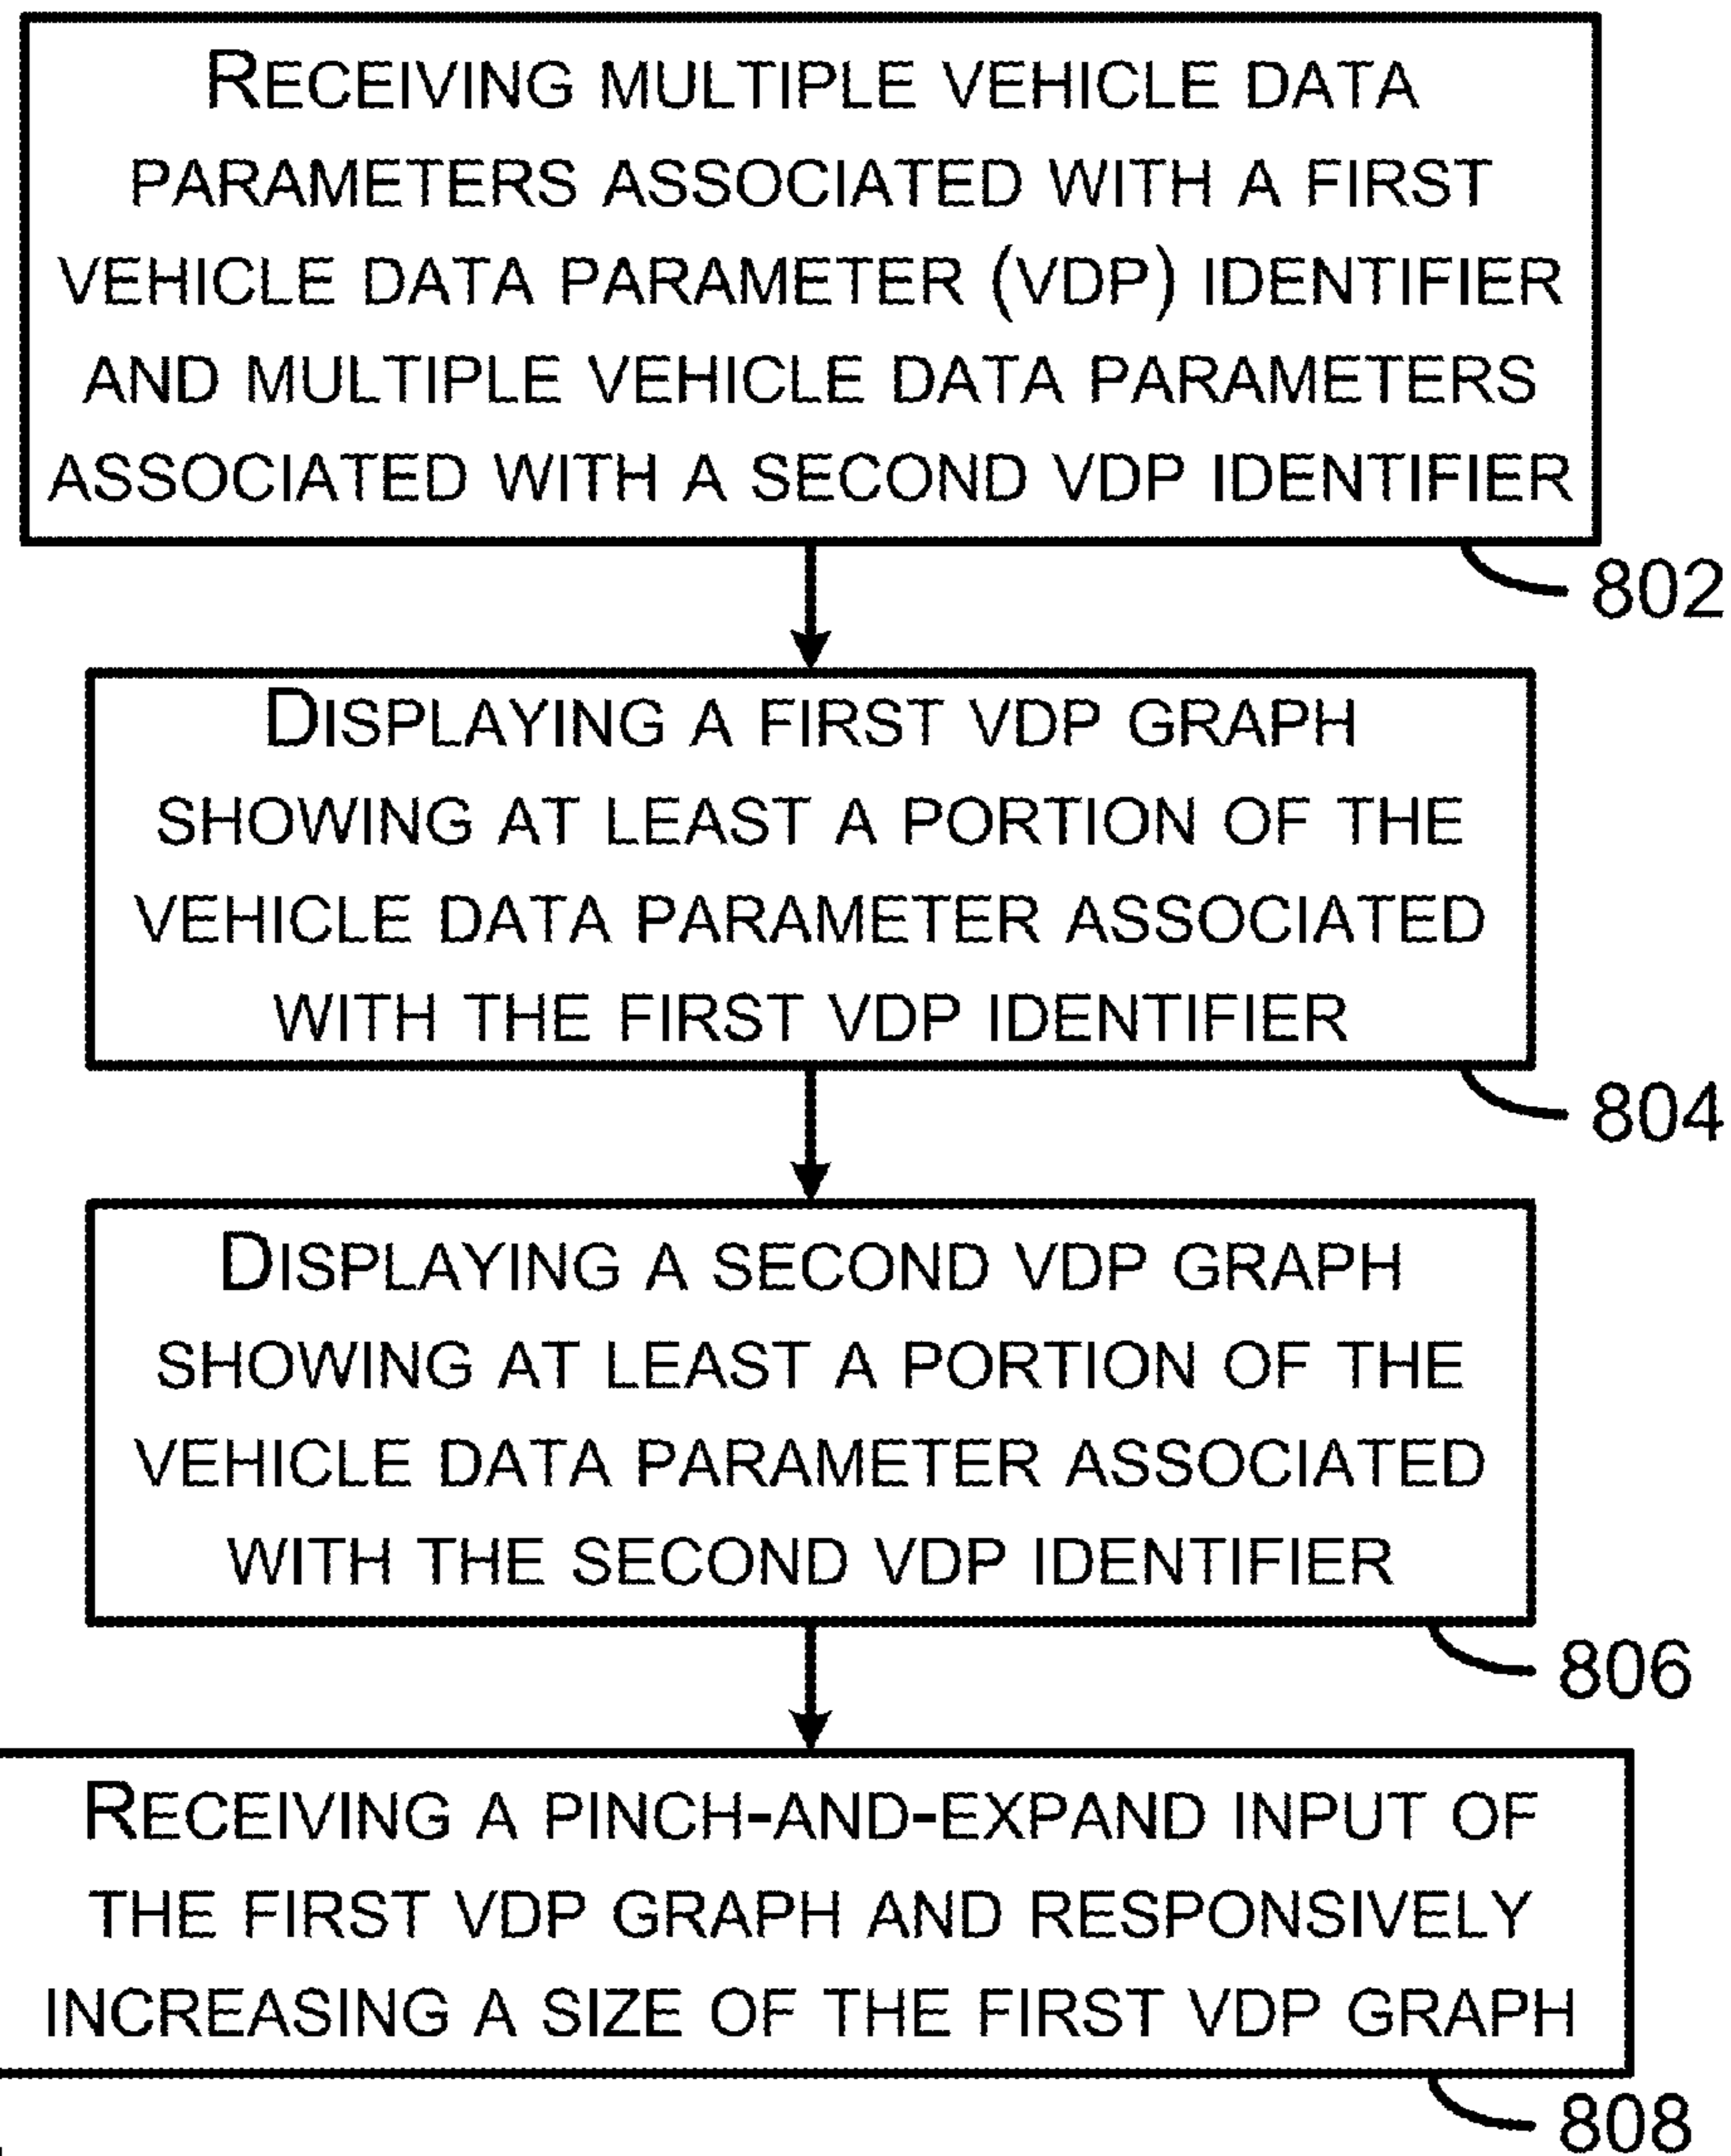 RECEIVING MULTIPLE VEHICLE DATA
PARAMETERS ASSOCIATED WITH A FIRST
VEHICLE DATA PARAMETER (VDP) IDENTIFIER
AND MULTIPLE VEHICLE DATA PARAMETERS
ASSOCIATED WITH A SECOND VDP IDENTIFIER
802
DISPLAYING A FIRST VDP GRAPH
SHOWING AT LEAST A PORTION OF THE
VEHICLE DATA PARAMETER ASSOCIATED
WITH THE FIRST VDP IDENTIFIER
804
DISPLAYING A SECOND VDP GRAPH
SHOWING AT LEAST A PORTION OF THE
VEHICLE DATA PARAMETER ASSOCIATED
WITH THE SECOND VDP IDENTIFIER
806
RECEIVING A PINCH-AND-EXPAND INPUT OF
THE FIRST VDP GRAPH AND RESPONSIVELY
INCREASING A SIZE OF THE FIRST VDP GRAPH
808